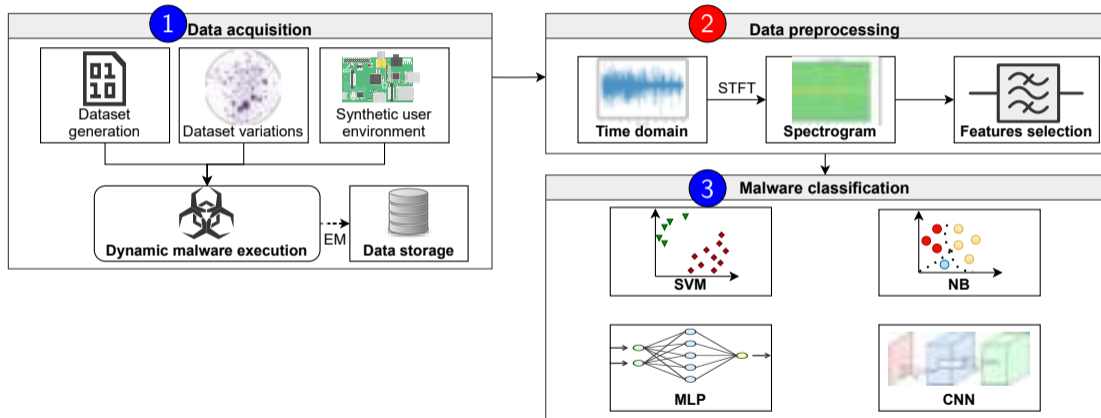 1
Data acquisition
01
10
Dataset
generation
Dataset variations
Synthetic user
environment
Dynamic malware execution
EM
Data storage
2
Data preprocessing
Time domain
STFT
Spectrogram
Features selection
3
Malware classification
SVM
NB
MLP
CNN